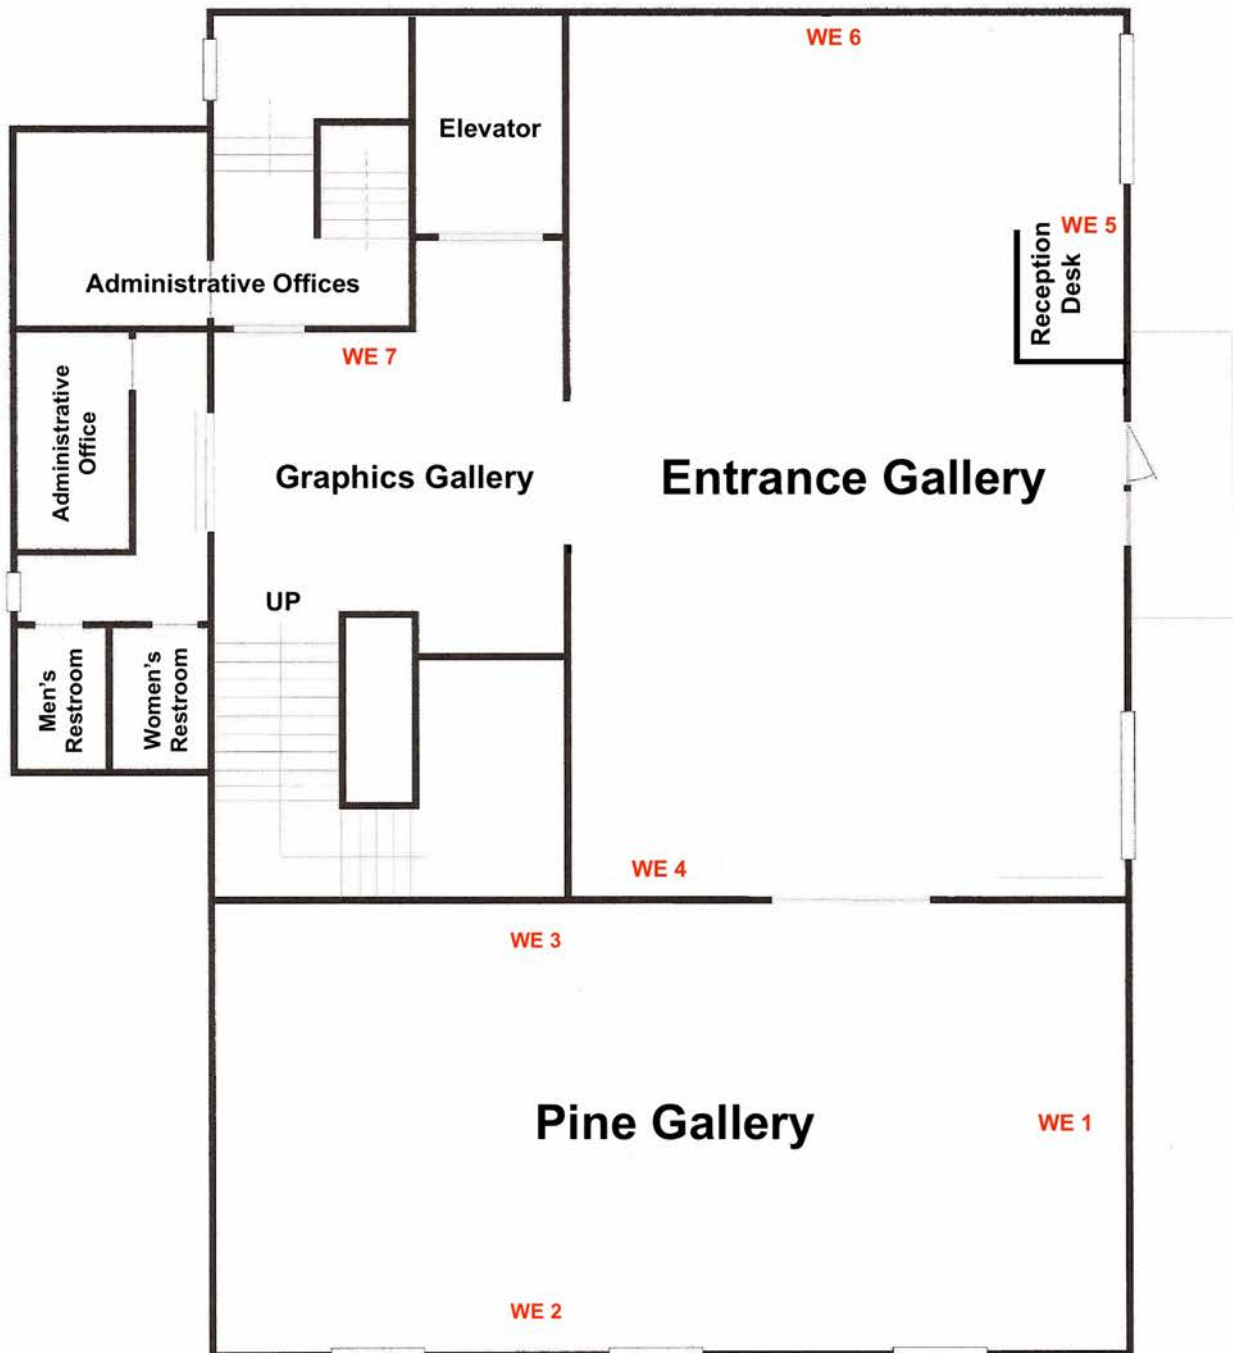 WE 6
Elevator
WE 5
Reception
Desk
Administrative Offices
WE 7
Administrative
Office
Graphics Gallery
Entrance Gallery
UP
Men's
Restroom
Women's
Restroom
WE 4
WE 3
Pine Gallery
WE 1
WE 2